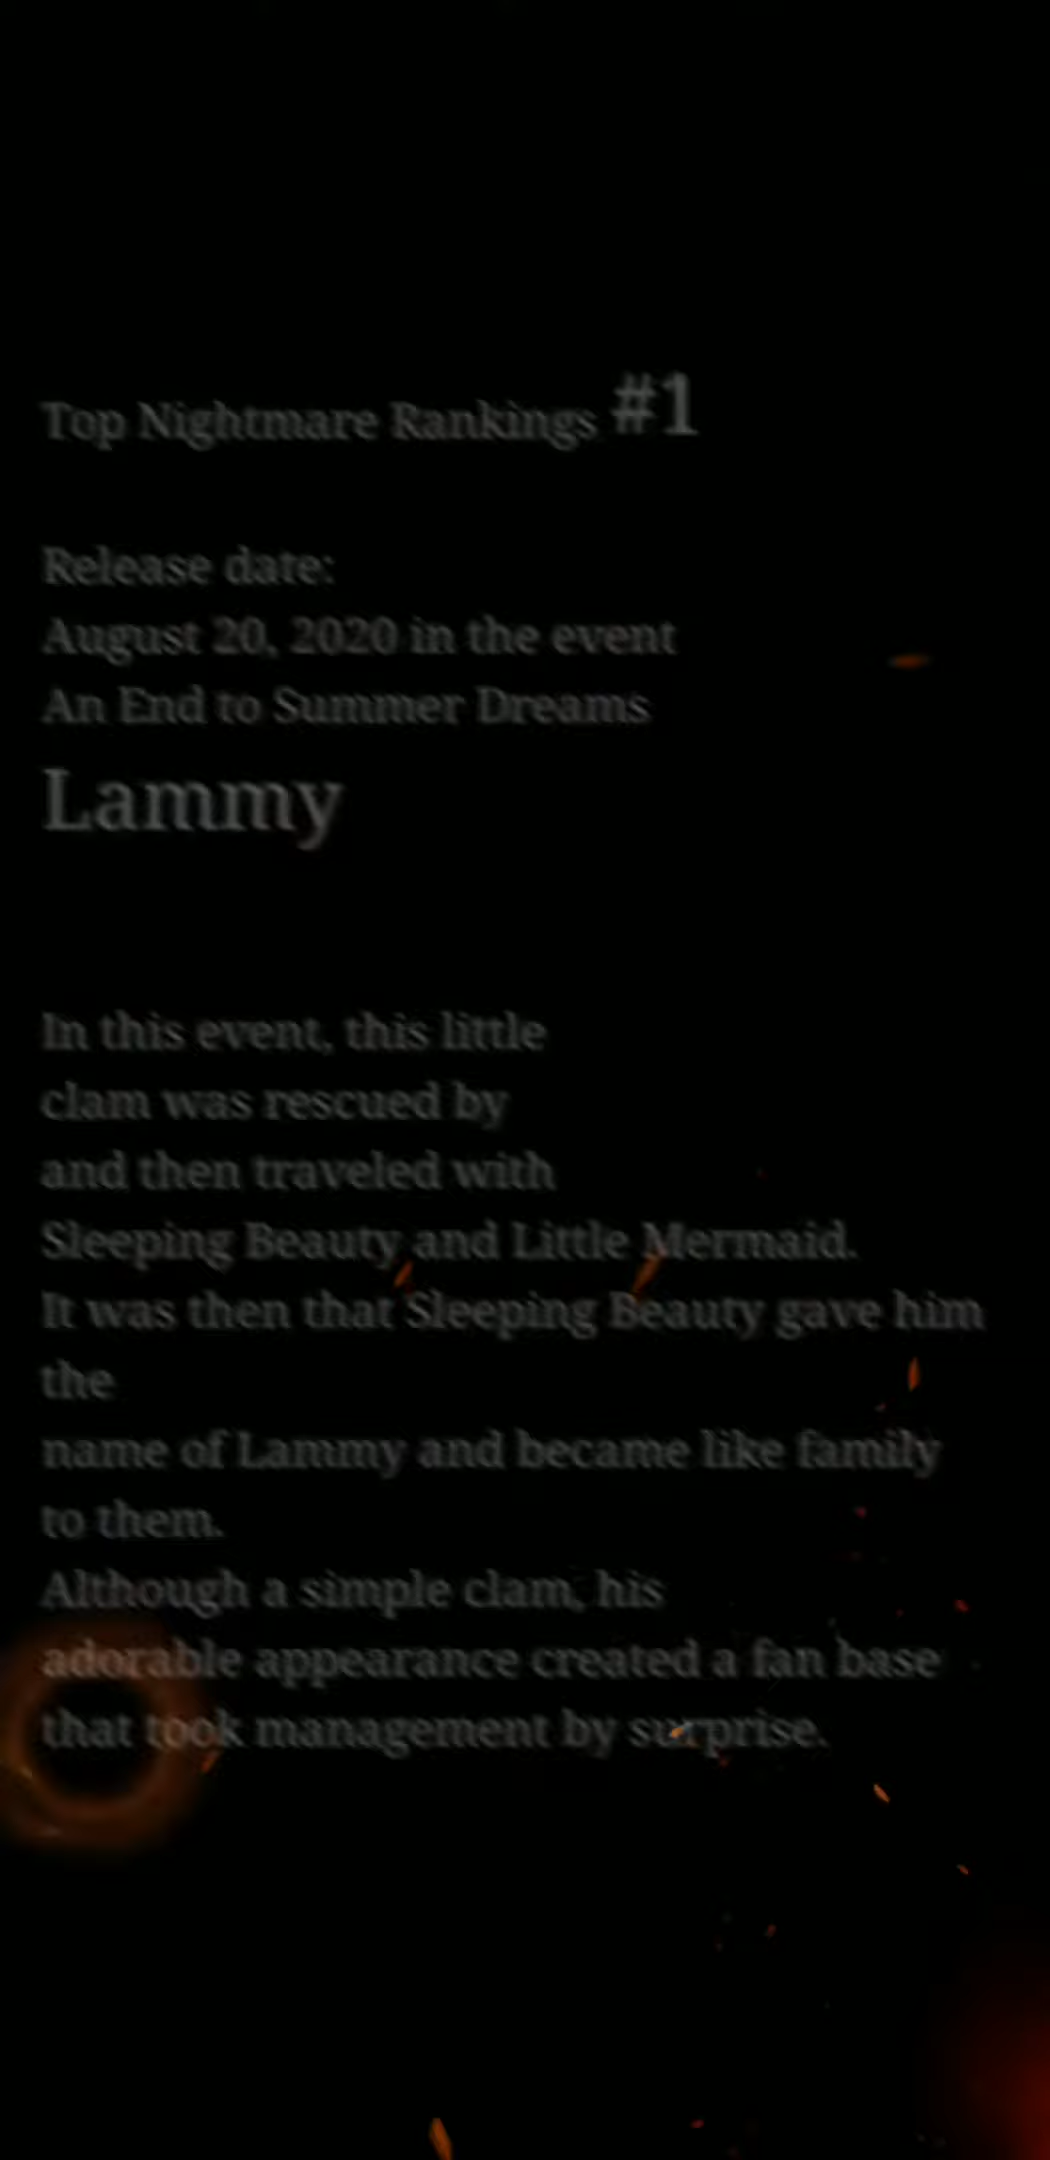 Top Nightmare Rankings #1
Release date:
August 20, 2020 in the event
An End to Summer Dreams
Lammy
In this event, this little
clam was rescued by
and then traveled with
Sleeping Beauty and Little Mermaid.
It was then that Sleeping Beauty gave him
the
name of Lammy and became like family
to them.
Although a simple clam, his
adorable appearance created a fan base
that took management by surprise.